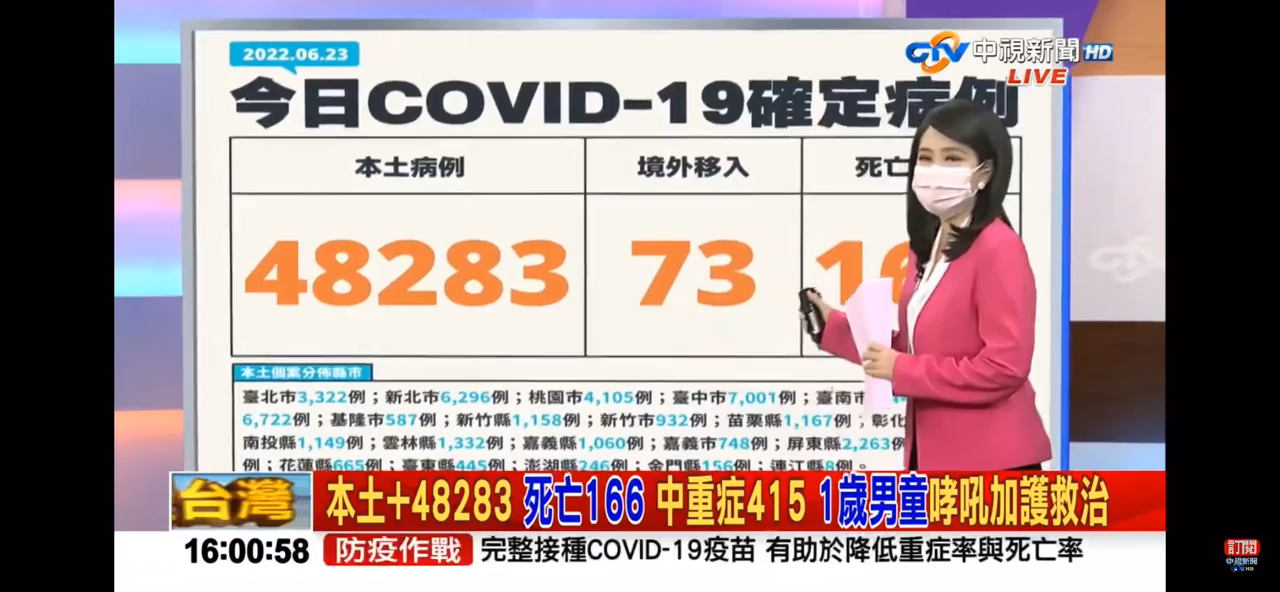 2022.06.23
CTV 中視新聞 HD
LIVE
今日COVID-19確定病例
本土病例 境外移入 死亡
48283 73 16
本土個案分佈縣市
臺北市3,322例；新北市6,296例；桃園市4,105例；臺中市7,001例；臺南市
6,722例；基隆市587例；新竹縣1,158例；新竹市932例；苗栗縣1,167例；彰化
南投縣1,149例；雲林縣1,332例；嘉義縣1,060例；嘉義市748例；屏東縣2,263例
例；花蓮縣665例；臺東縣445例；澎湖縣246例；金門縣156例；連江縣8例。
台灣 本土+48283 死亡166 中重症415 1歲男童哮吼加護救治
16:00:58 防疫作戰 完整接種COVID-19疫苗 有助於降低重症率與死亡率
訂閱
中視新聞